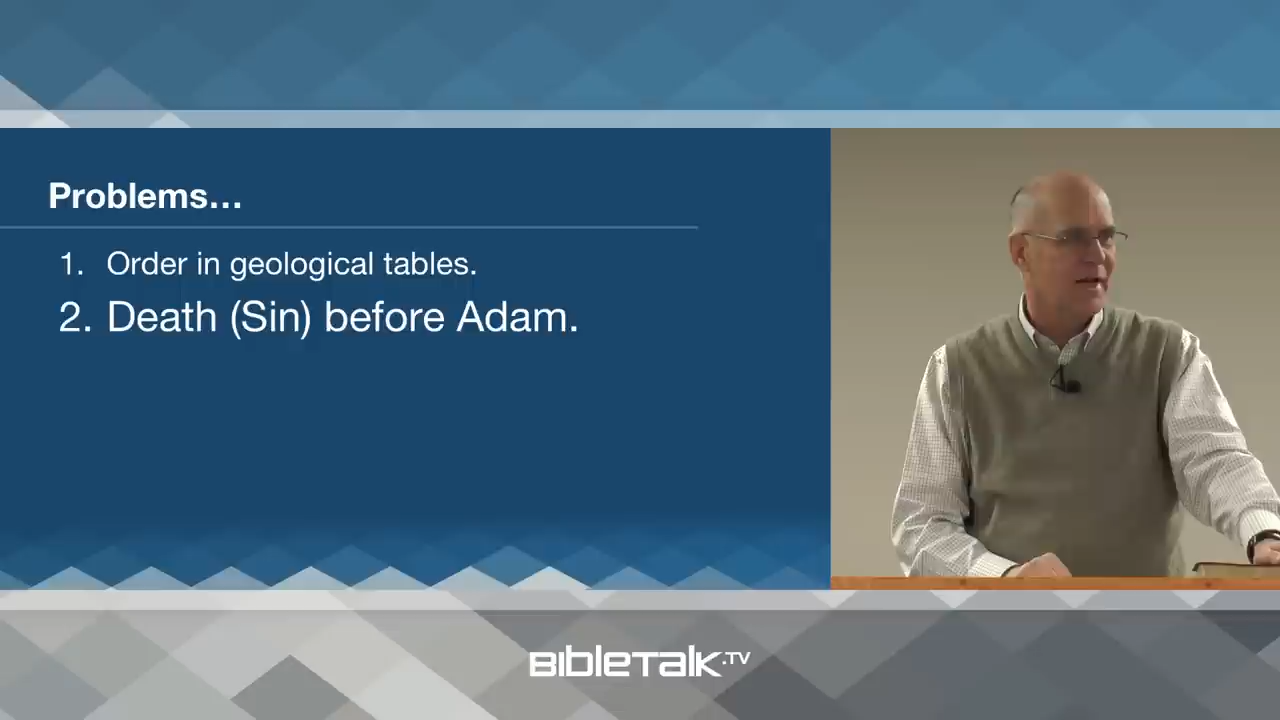 Problems...
1. Order in geological tables.
2. Death (Sin) before Adam.
BIBLETALK.TV